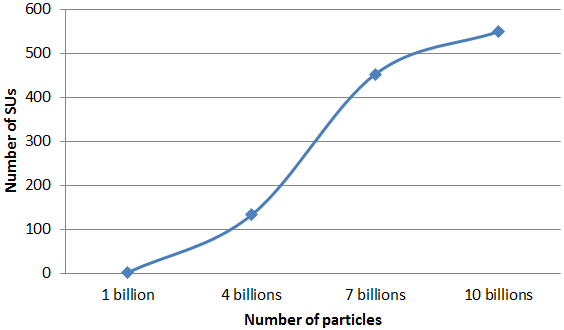 600
500
400
300
200
100
0
Number of SUs
1 billion
4 billions
7 billions
10 billions
Number of particles